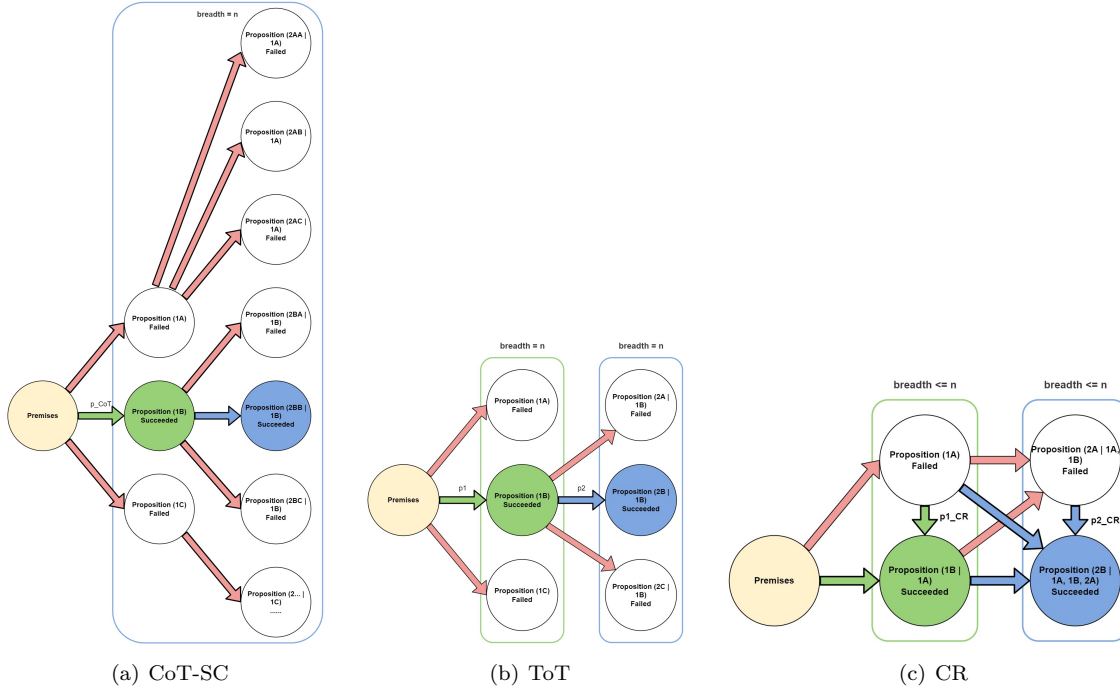 breadth = n
Proposition (2AA |
1A)
Failed
Proposition (2AB |
1A)
Proposition (2AC |
1A)
Failed
Proposition (1A)
Failed
Proposition (2BA |
1B)
Failed
Premises
p_CoT
Proposition (1B)
Succeeded
Proposition (2BB |
1B)
Succeeded
Proposition (1C)
Failed
Proposition (2BC |
1B)
Failed
Proposition (2... |
1C)
......
(a) CoT-SC
breadth = n
breadth = n
Proposition (1A)
Failed
Proposition (2A |
1B)
Failed
Premises
p1
Proposition (1B)
Succeeded
p2
Proposition (2B |
1B)
Succeeded
Proposition (1C)
Failed
Proposition (2C |
1B)
Failed
(b) ToT
breadth <= n
breadth <= n
Proposition (1A)
Failed
Proposition (2A | 1A,
1B)
Failed
p1_CR
p2_CR
Premises
Proposition (1B |
1A)
Succeeded
Proposition (2B |
1A, 1B, 2A)
Succeeded
(c) CR